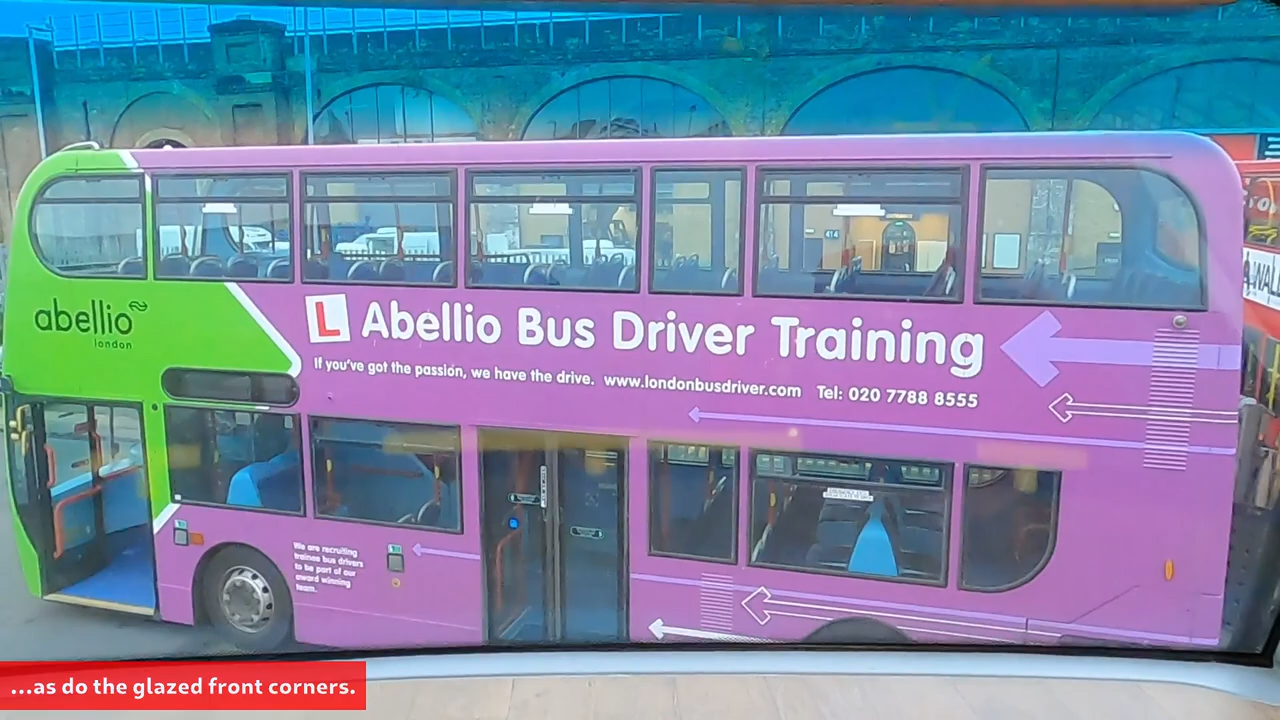 abellio
london
L Abellio Bus Driver Training
If you've got the passion, we have the drive. www.londonbusdriver.com Tel: 020 7788 8555
414
We are recruiting
trainee bus drivers
to be part of our
award winning
team.
...as do the glazed front corners.